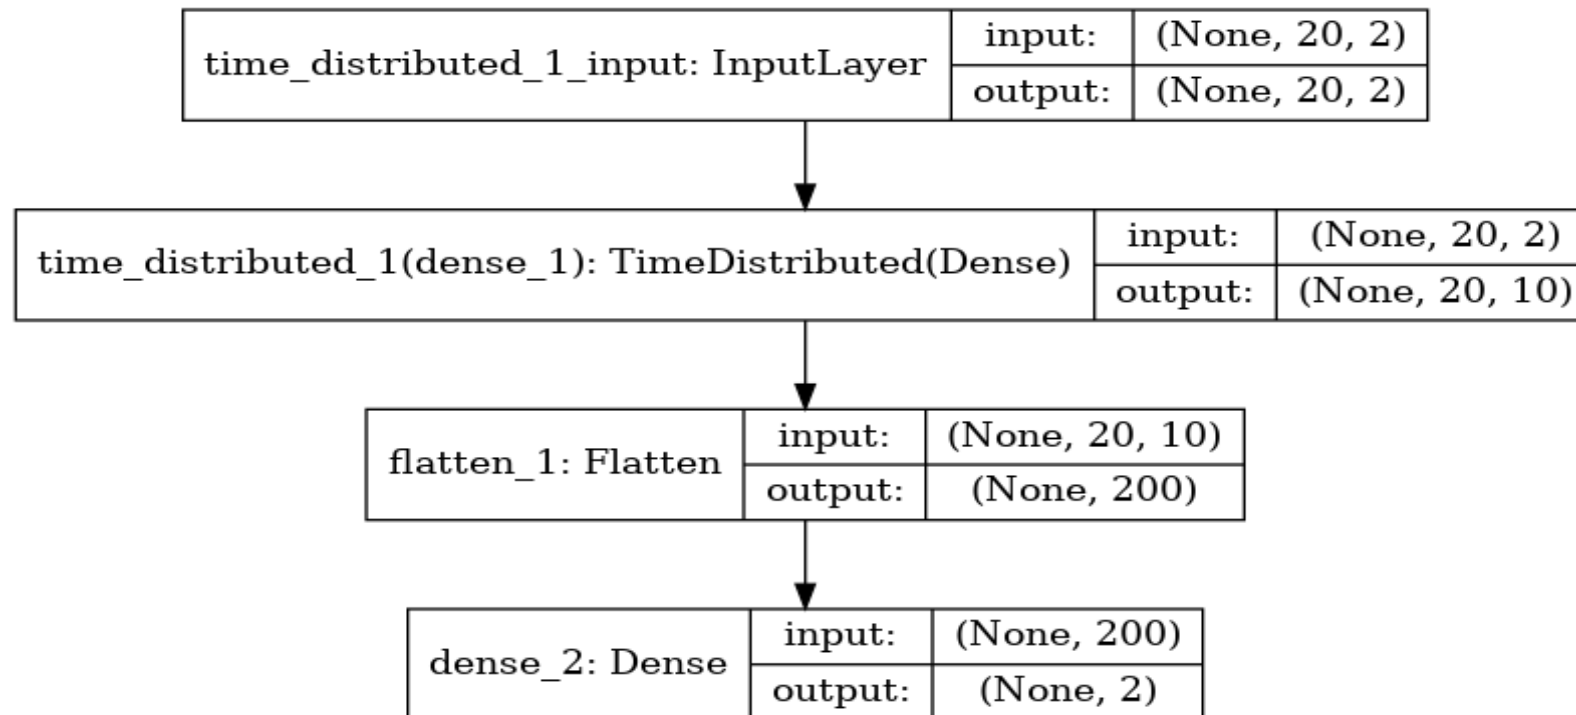 time_distributed_1_input: InputLayer
input: (None, 20, 2)
output: (None, 20, 2)
time_distributed_1(dense_1): TimeDistributed(Dense)
input: (None, 20, 2)
output: (None, 20, 10)
flatten_1: Flatten
input: (None, 20, 10)
output: (None, 200)
dense_2: Dense
input: (None, 200)
output: (None, 2)